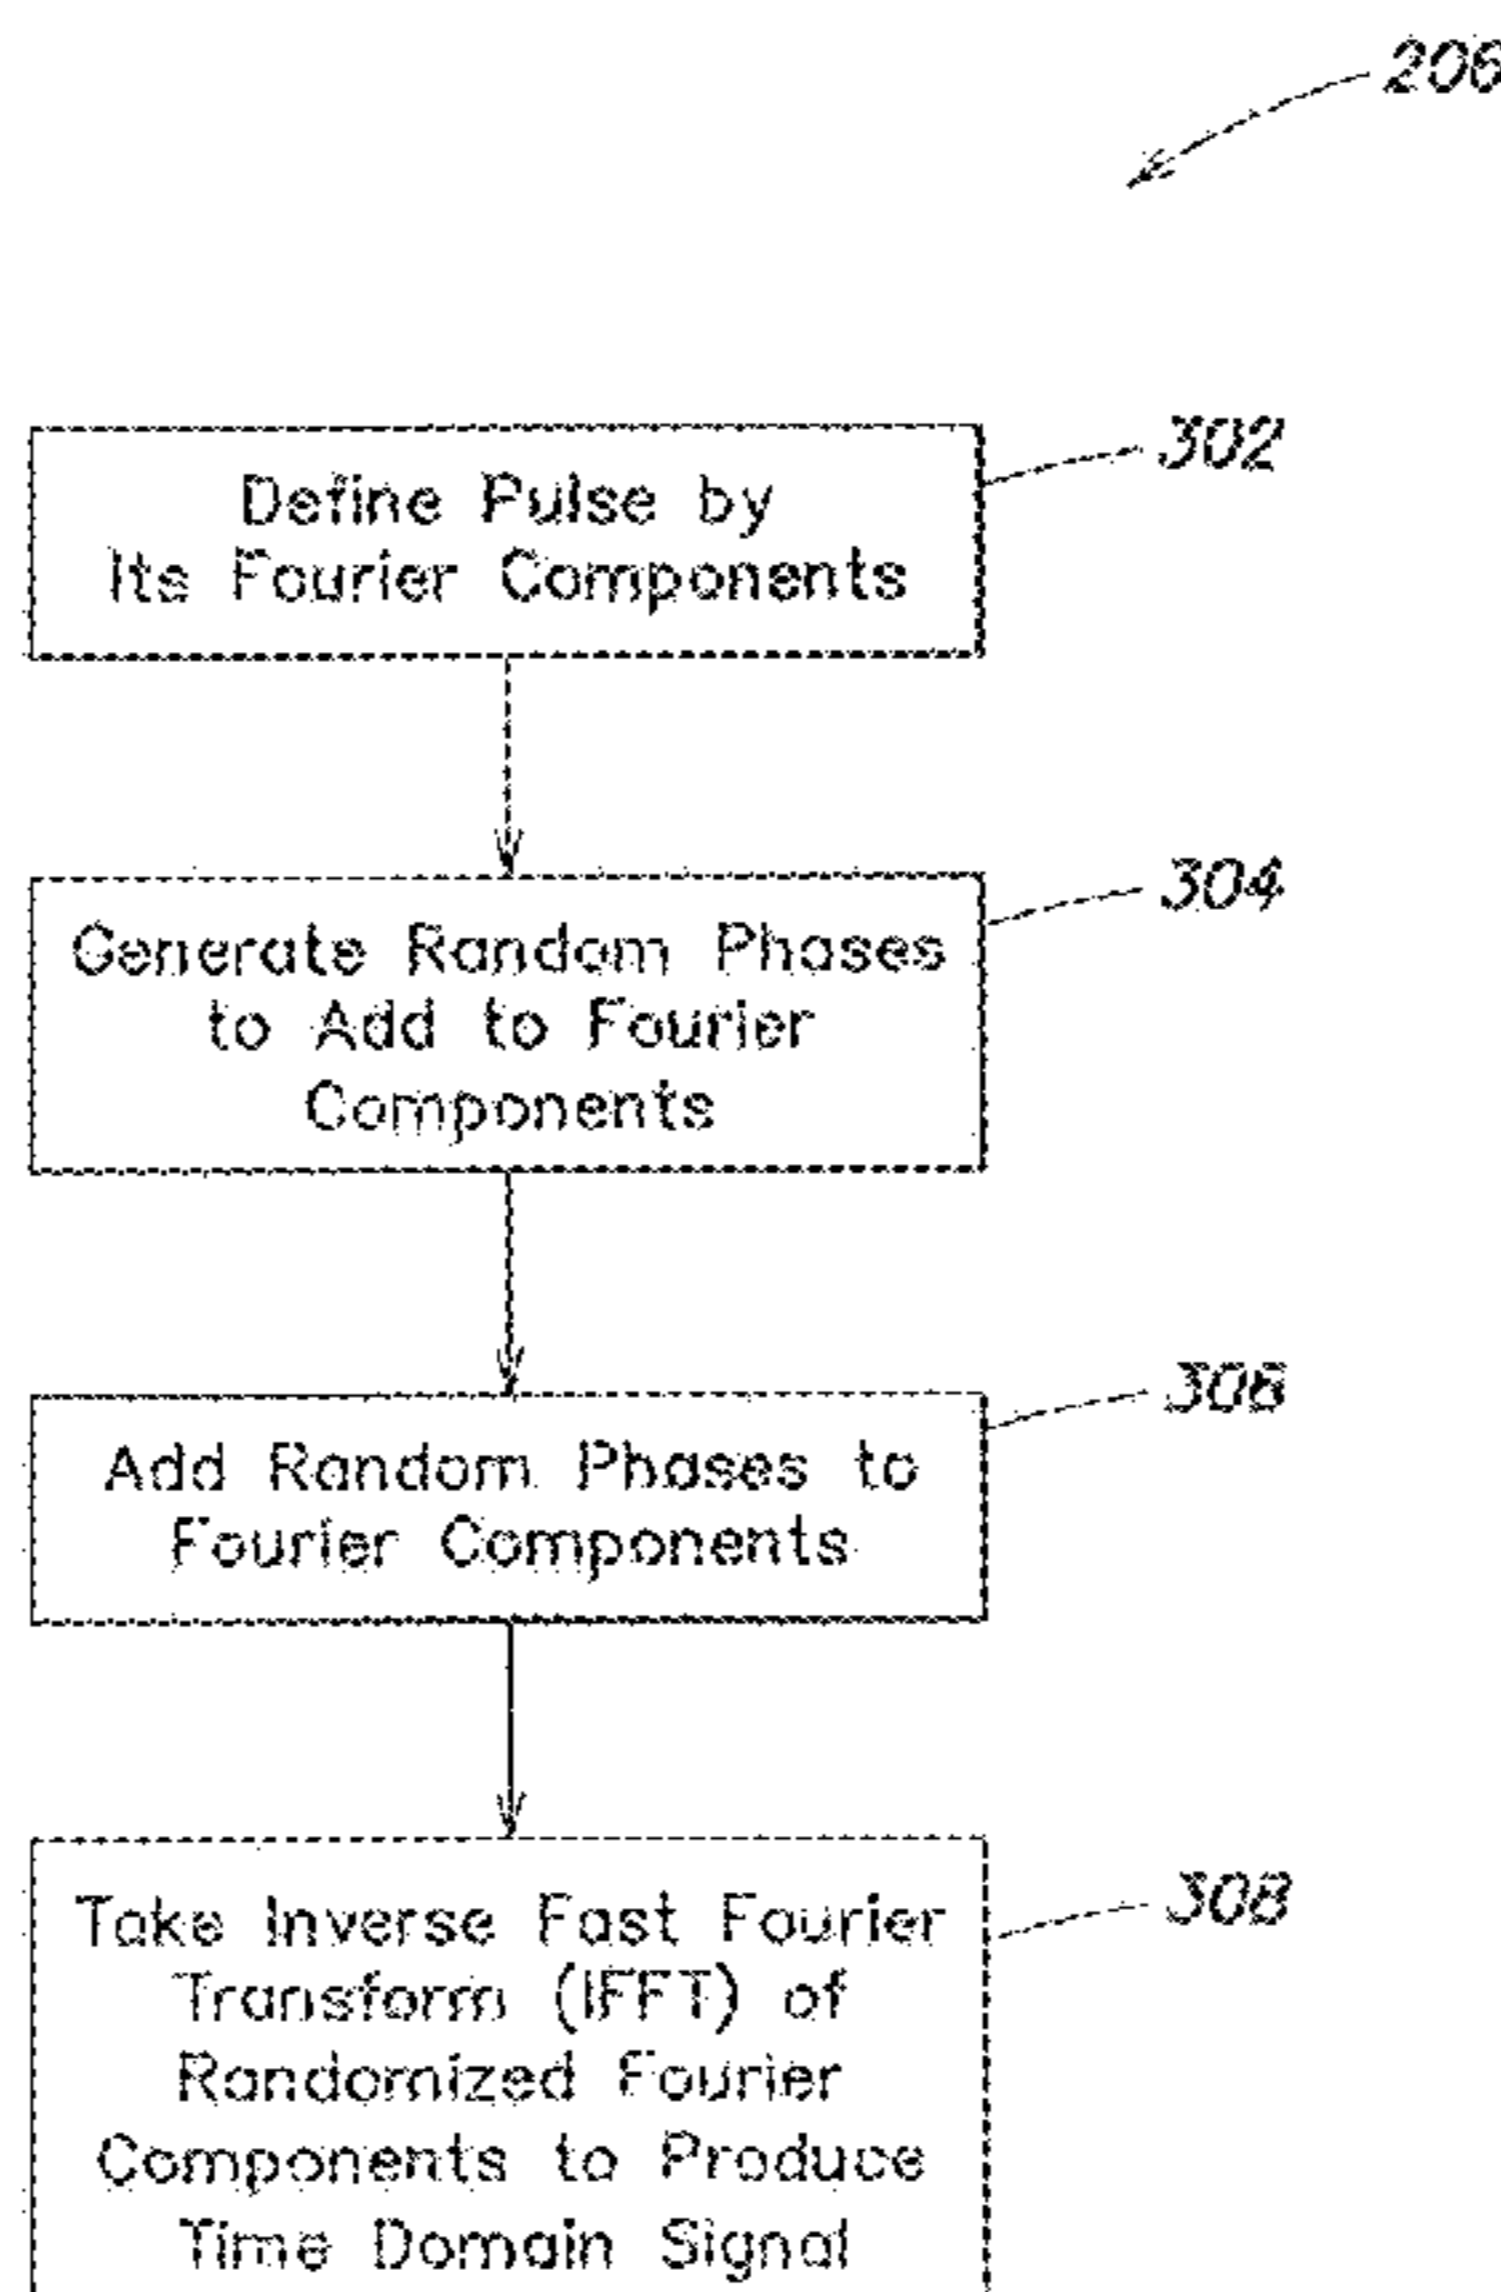 206
302
Define Pulse by
Its Fourier Components
304
Generate Random Phases
to Add to Fourier
Components
306
Add Random Phases to
Fourier Components
308
Take Inverse Fast Fourier
Transform (IFFT) of
Randomized Fourier
Components to Produce
Time Domain Signal